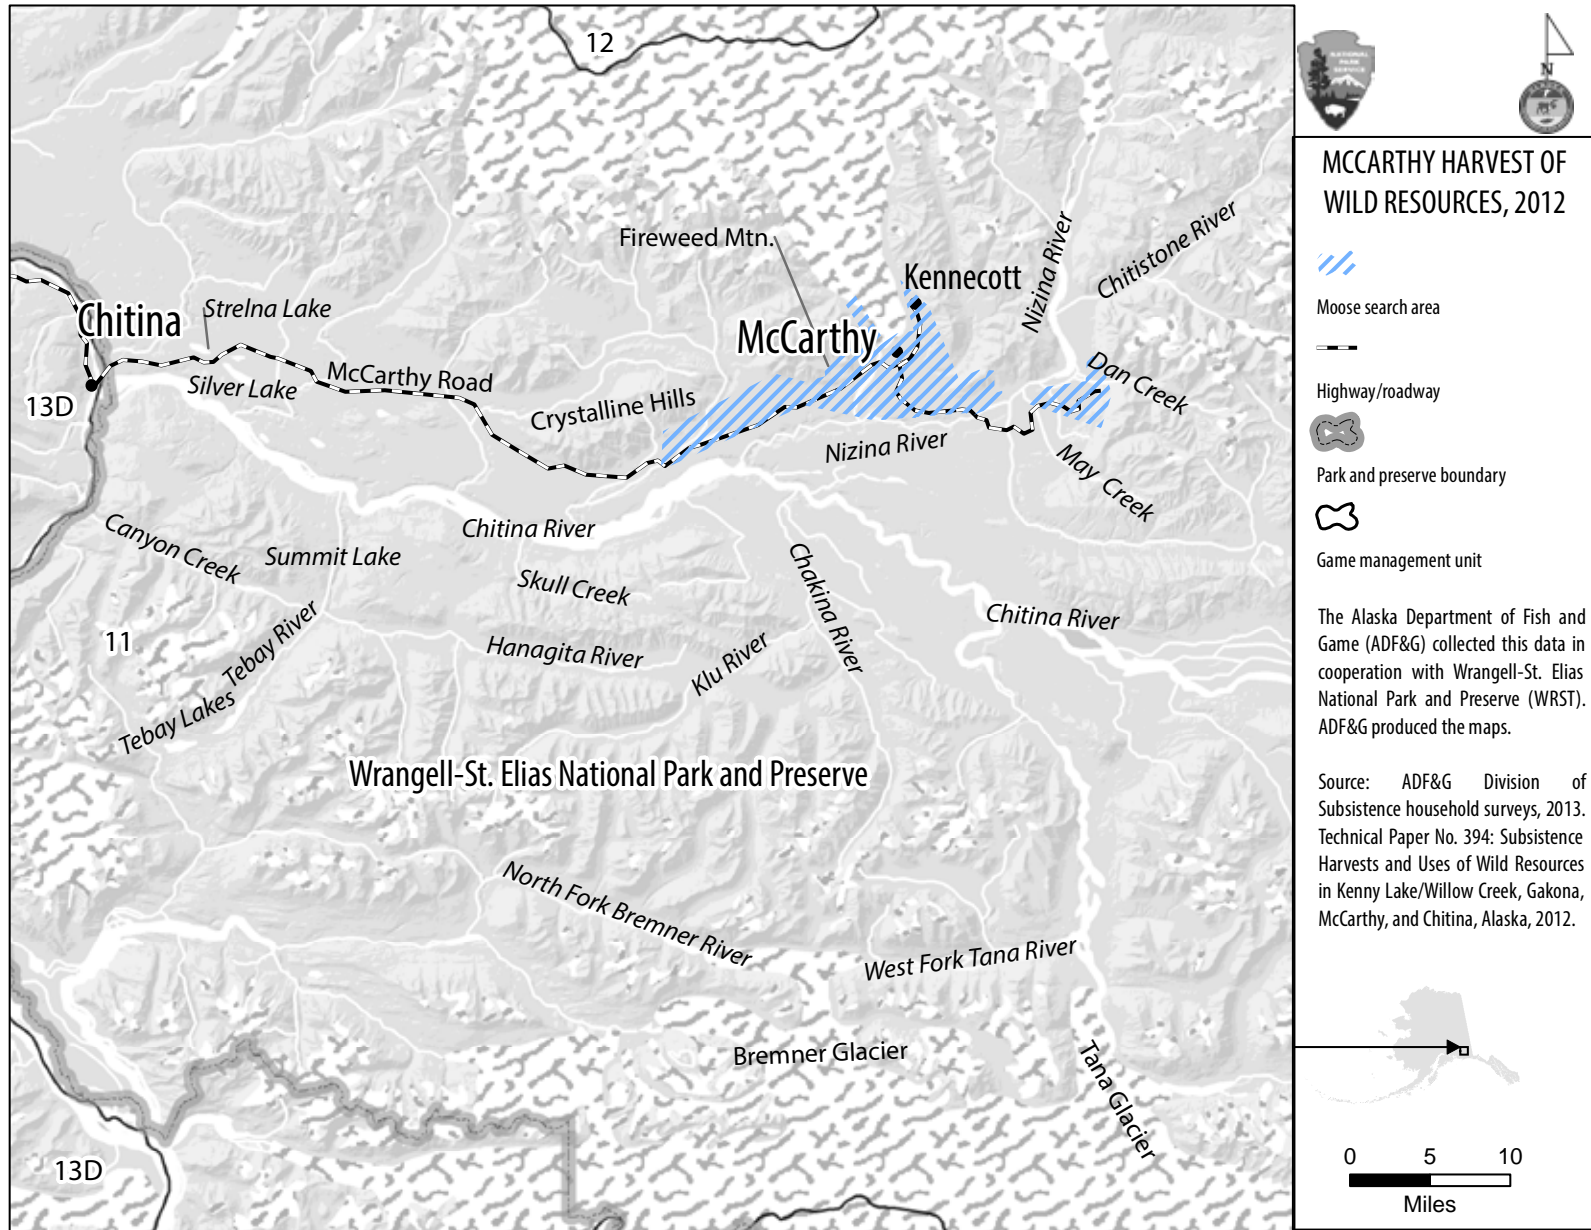 12
Fireweed Mtn.
Kennecott
Nizina River
Chitistone River
Chitina
Strelna Lake
McCarthy
Silver Lake
McCarthy Road
Dan Creek
13D
Crystalline Hills
Nizina River
May Creek
Canyon Creek
Summit Lake
Chitina River
Skull Creek
Chakina River
Chitina River
11
Tebay River
Hanagita River
Klu River
Tebay Lakes
Wrangell-St. Elias National Park and Preserve
North Fork Bremner River
West Fork Tana River
Bremner Glacier
Tana Glacier
13D
NATIONAL
PARK
SERVICE
N
MCCARTHY HARVEST OF
WILD RESOURCES, 2012
Moose search area
Highway/roadway
Park and preserve boundary
Game management unit
The Alaska Department of Fish and
Game (ADF&G) collected this data in
cooperation with Wrangell-St. Elias
National Park and Preserve (WRST).
ADF&G produced the maps.
Source: ADF&G Division of
Subsistence household surveys, 2013.
Technical Paper No. 394: Subsistence
Harvests and Uses of Wild Resources
in Kenny Lake/Willow Creek, Gakona,
McCarthy, and Chitina, Alaska, 2012.
0 5 10
Miles